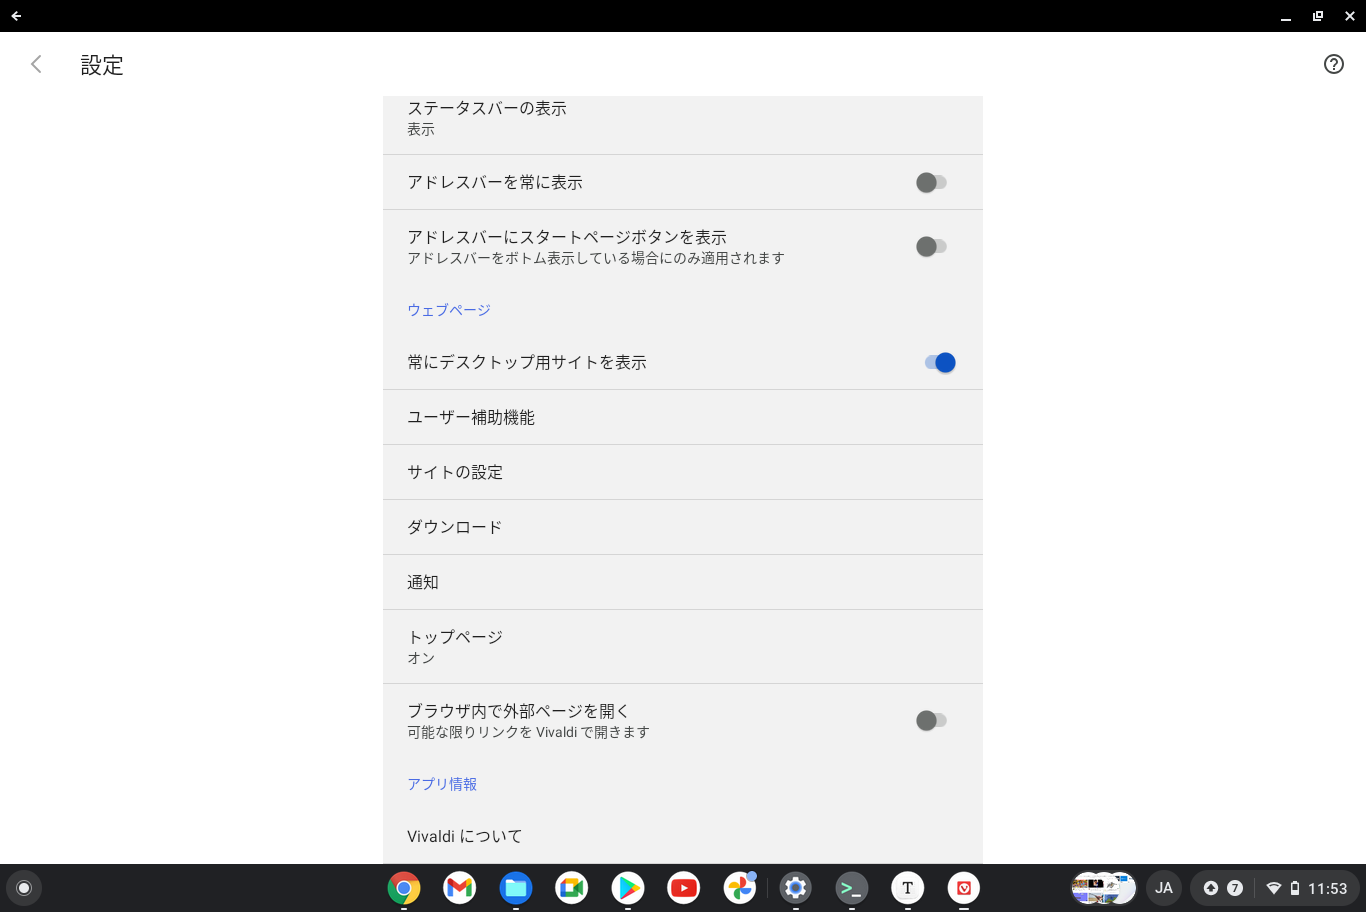 設定
ステータスバーの表示
表示
アドレスバーを常に表示
アドレスバーにスタートページボタンを表示
アドレスバーをボトム表示している場合にのみ適用されます
ウェブページ
常にデスクトップ用サイトを表示
ユーザー補助機能
サイトの設定
ダウンロード
通知
トップページ
オン
ブラウザ内で外部ページを開く
可能な限りリンクを Vivaldi で開きます
アプリ情報
Vivaldi について
T
JA
7
11:53